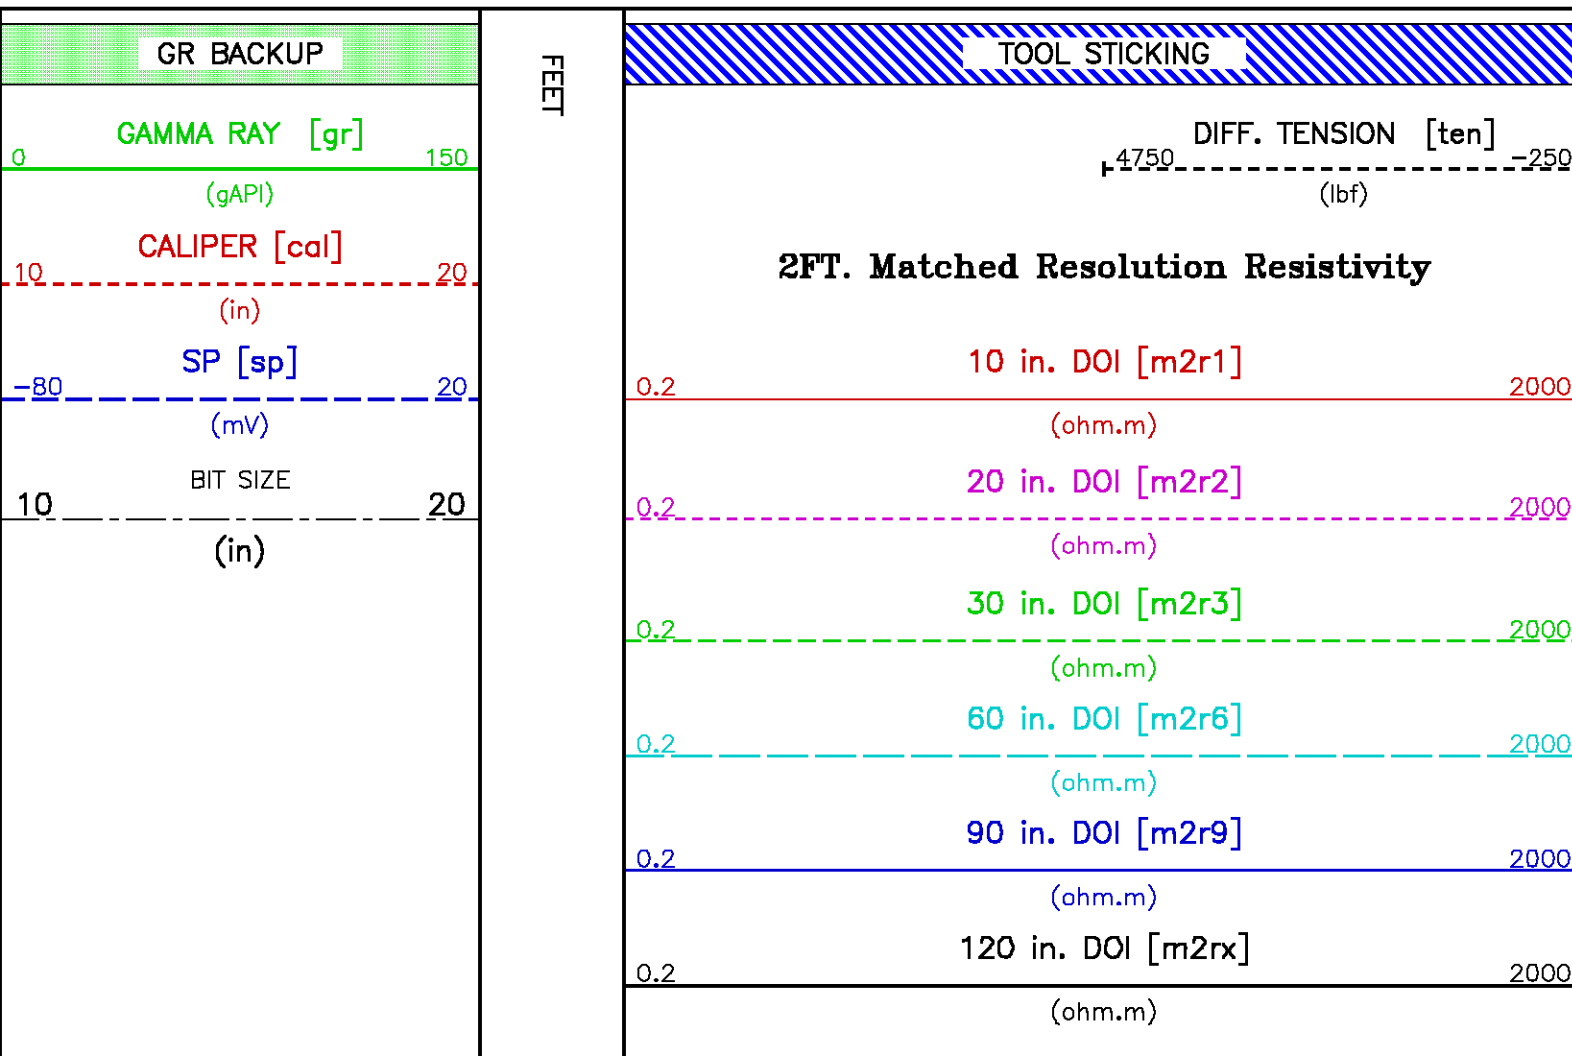 GR BACKUP
GAMMA RAY [gr]
0 150
(gAPI)
CALIPER [cal]
10 20
(in)
SP [sp]
-80 20
(mV)
BIT SIZE
10 20
(in)
FEET
TOOL STICKING
DIFF. TENSION [ten]
4750 -250
(lbf)
2FT. Matched Resolution Resistivity
10 in. DOI [m2r1]
0.2 2000
(ohm.m)
20 in. DOI [m2r2]
0.2 2000
(ohm.m)
30 in. DOI [m2r3]
0.2 2000
(ohm.m)
60 in. DOI [m2r6]
0.2 2000
(ohm.m)
90 in. DOI [m2r9]
0.2 2000
(ohm.m)
120 in. DOI [m2rx]
0.2 2000
(ohm.m)